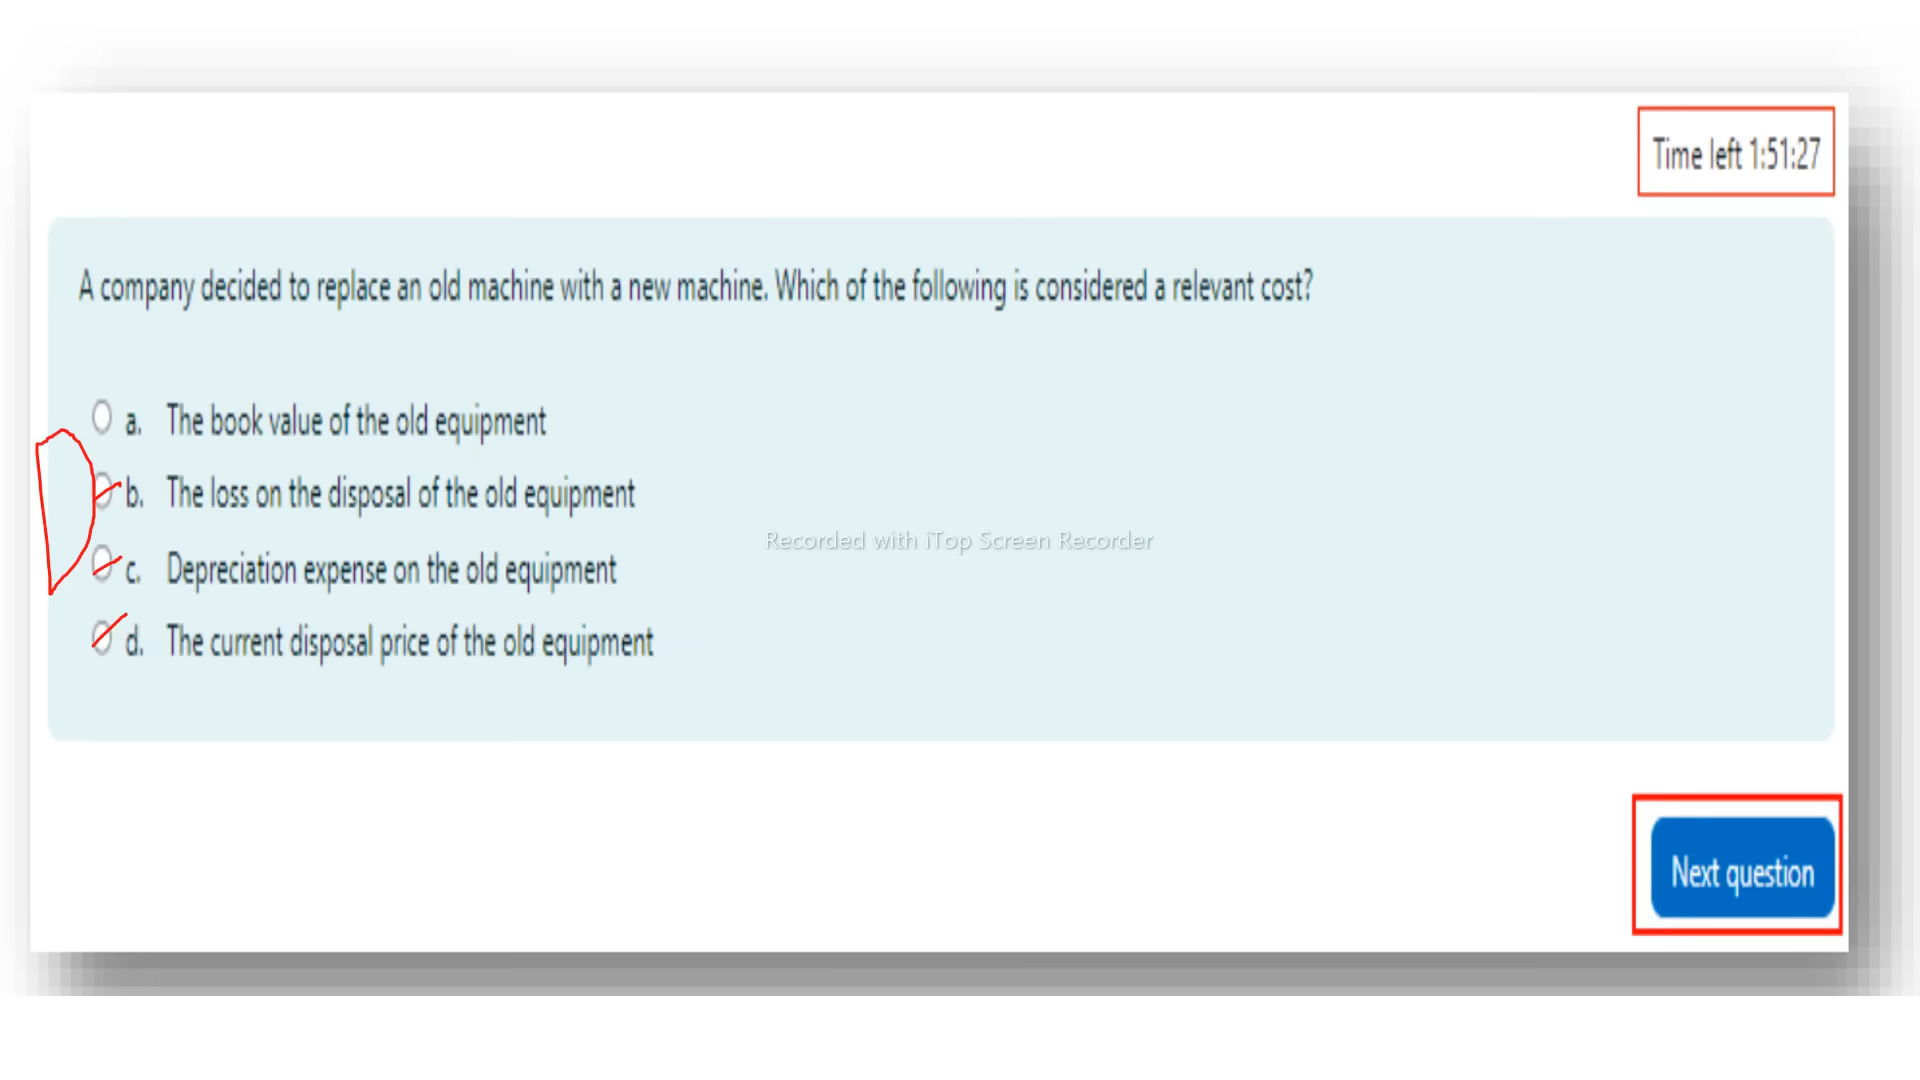 Time left 1:51:27
A company decided to replace an old machine with a new machine. Which of the following is considered a relevant cost?
a. The book value of the old equipment
b. The loss on the disposal of the old equipment
Recorded with iTop Screen Recorder
c. Depreciation expense on the old equipment
d. The current disposal price of the old equipment
Next question